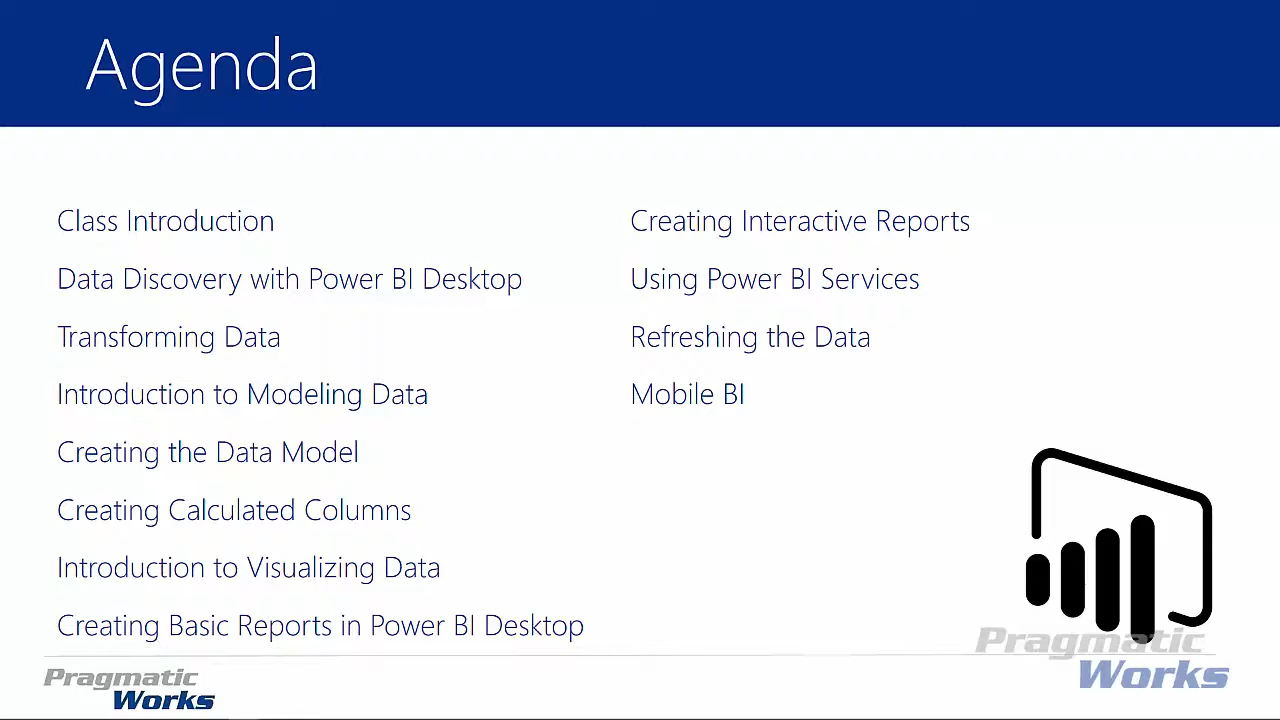 Agenda
Class Introduction
Data Discovery with Power BI Desktop
Transforming Data
Introduction to Modeling Data
Creating the Data Model
Creating Calculated Columns
Introduction to Visualizing Data
Creating Basic Reports in Power BI Desktop
Creating Interactive Reports
Using Power BI Services
Refreshing the Data
Mobile BI
Pragmatic
Works
Pragmatic
Works